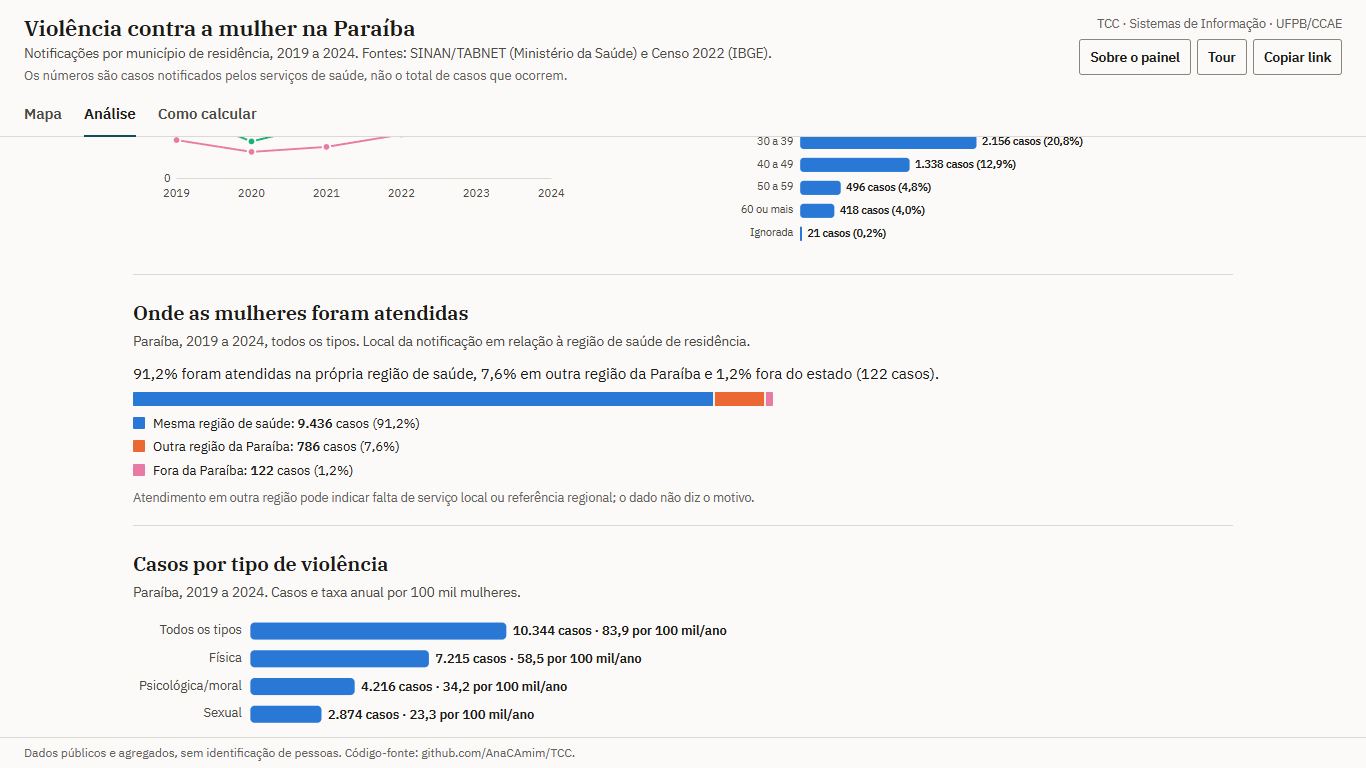 Violência contra a mulher na Paraíba
Notificações por município de residência, 2019 a 2024. Fontes: SINAN/TABNET (Ministério da Saúde) e Censo 2022 (IBGE).
Os números são casos notificados pelos serviços de saúde, não o total de casos que ocorrem.
TCC · Sistemas de Informação · UFPB/CCAE
Sobre o painel
Tour
Copiar link
Mapa
Análise
Como calcular
0
2019 2020 2021 2022 2023 2024
30 a 39 2.156 casos (20,8%)
40 a 49 1.338 casos (12,9%)
50 a 59 496 casos (4,8%)
60 ou mais 418 casos (4,0%)
Ignorada 21 casos (0,2%)
Onde as mulheres foram atendidas
Paraíba, 2019 a 2024, todos os tipos. Local da notificação em relação à região de saúde de residência.
91,2% foram atendidas na própria região de saúde, 7,6% em outra região da Paraíba e 1,2% fora do estado (122 casos).
Mesma região de saúde: 9.436 casos (91,2%)
Outra região da Paraíba: 786 casos (7,6%)
Fora da Paraíba: 122 casos (1,2%)
Atendimento em outra região pode indicar falta de serviço local ou referência regional; o dado não diz o motivo.
Casos por tipo de violência
Paraíba, 2019 a 2024. Casos e taxa anual por 100 mil mulheres.
Todos os tipos 10.344 casos · 83,9 por 100 mil/ano
Física 7.215 casos · 58,5 por 100 mil/ano
Psicológica/moral 4.216 casos · 34,2 por 100 mil/ano
Sexual 2.874 casos · 23,3 por 100 mil/ano
Dados públicos e agregados, sem identificação de pessoas. Código-fonte: github.com/AnaCAmim/TCC.